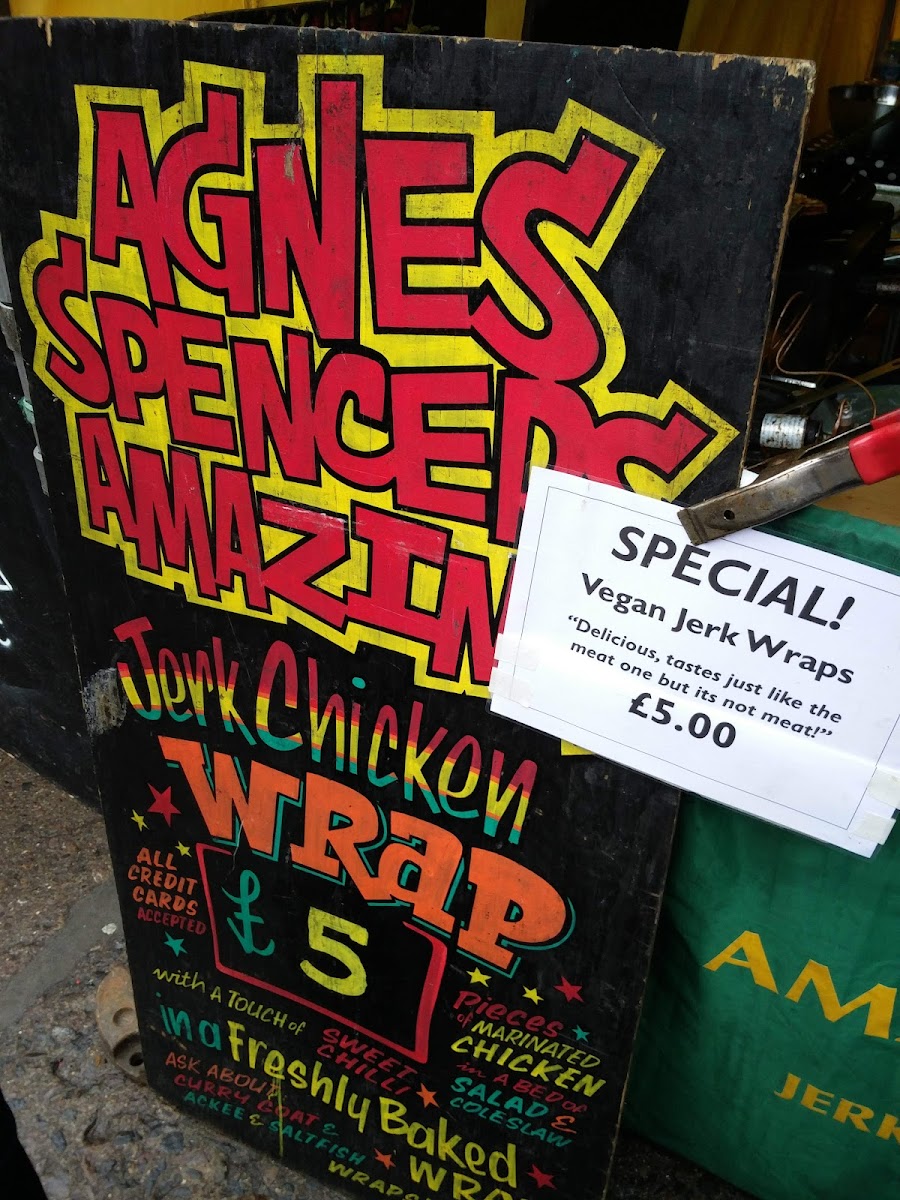 AGNES
SPENCERS
AMAZIN
Jerk Chicken
WRAP
£5
ALL
CREDIT
CARDS
ACCEPTED
with A TOUCH of
SWEET
CHILLI
Pieces
of MARINATED
CHICKEN
in A BED of
SALAD &
COLESLAW
in a Freshly Baked
WRA
ASK ABOUT
CURRY GOAT &
ACKEE & SALTFISH
WRAPS
SPECIAL!
Vegan Jerk Wraps
“Delicious, tastes just like the
meat one but its not meat!”
£5.00
AM
JERK